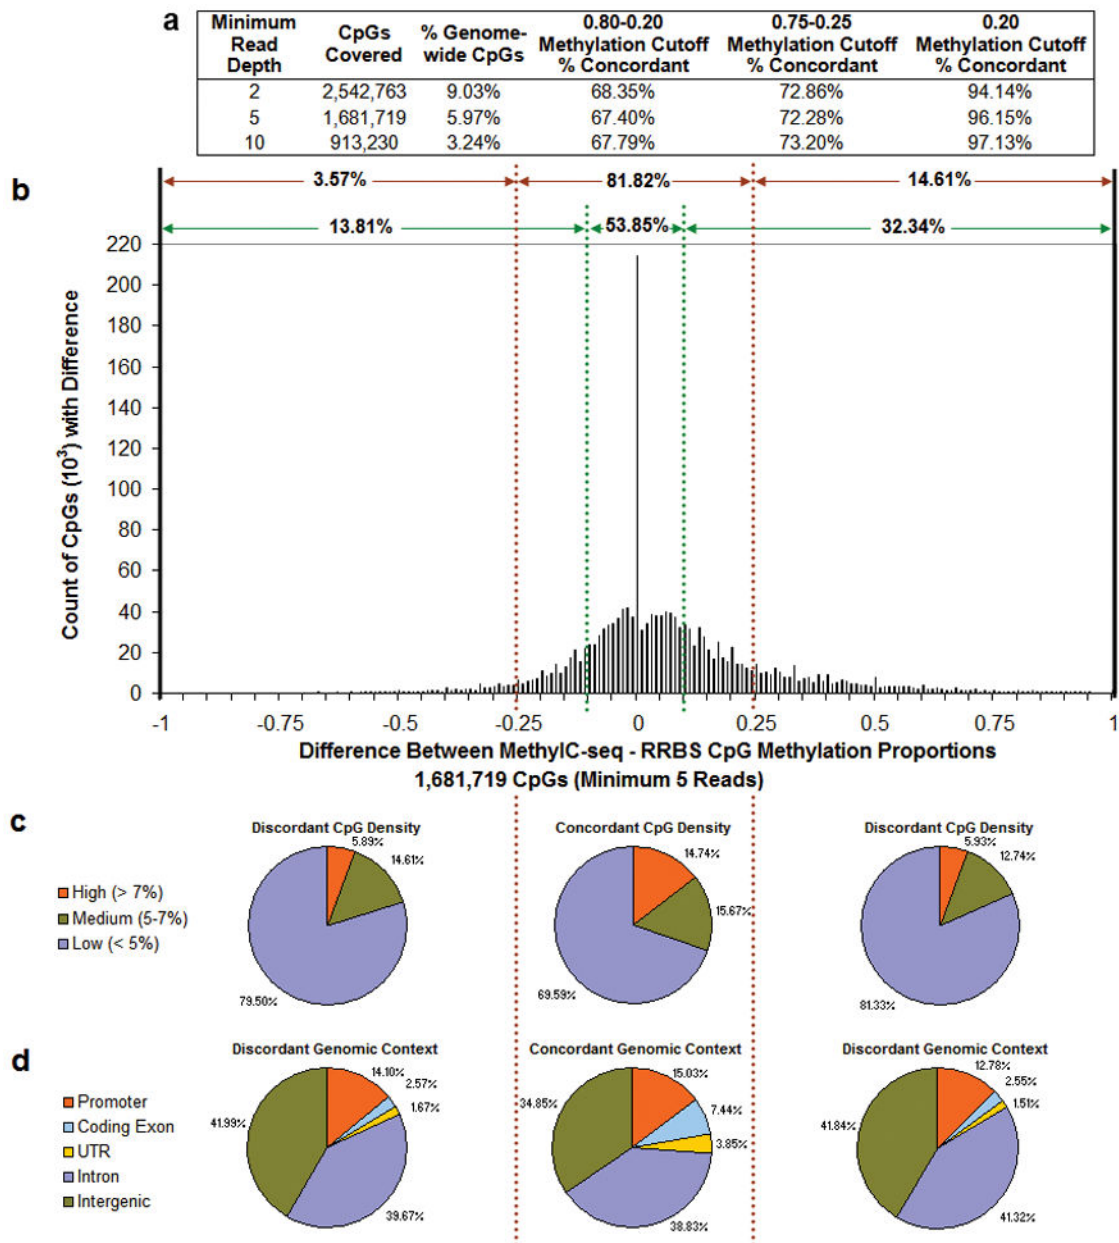 a
Minimum Read Depth | CpGs Covered | % Genome-wide CpGs | 0.80-0.20 Methylation Cutoff % Concordant | 0.75-0.25 Methylation Cutoff % Concordant | 0.20 Methylation Cutoff % Concordant
2 2,542,763 9.03% 68.35% 72.86% 94.14%
5 1,681,719 5.97% 67.40% 72.28% 96.15%
10 913,230 3.24% 67.79% 73.20% 97.13%
b
3.57% 81.82% 14.61%
13.81% 53.85% 32.34%
Count of CpGs (10³) with Difference
220
200
180
160
140
120
100
80
60
40
20
0
-1 -0.75 -0.5 -0.25 0 0.25 0.5 0.75 1
Difference Between MethylC-seq - RRBS CpG Methylation Proportions
1,681,719 CpGs (Minimum 5 Reads)
c
High (> 7%)
Medium (5-7%)
Low (< 5%)
Discordant CpG Density
5.89%
14.61%
79.50%
Concordant CpG Density
14.74%
15.67%
69.59%
Discordant CpG Density
5.93%
12.74%
81.33%
d
Promoter
Coding Exon
UTR
Intron
Intergenic
Discordant Genomic Context
14.10%
2.57%
1.67%
41.99%
39.67%
Concordant Genomic Context
15.03%
7.44%
3.85%
34.85%
38.83%
Discordant Genomic Context
12.78%
2.55%
1.51%
41.84%
41.32%